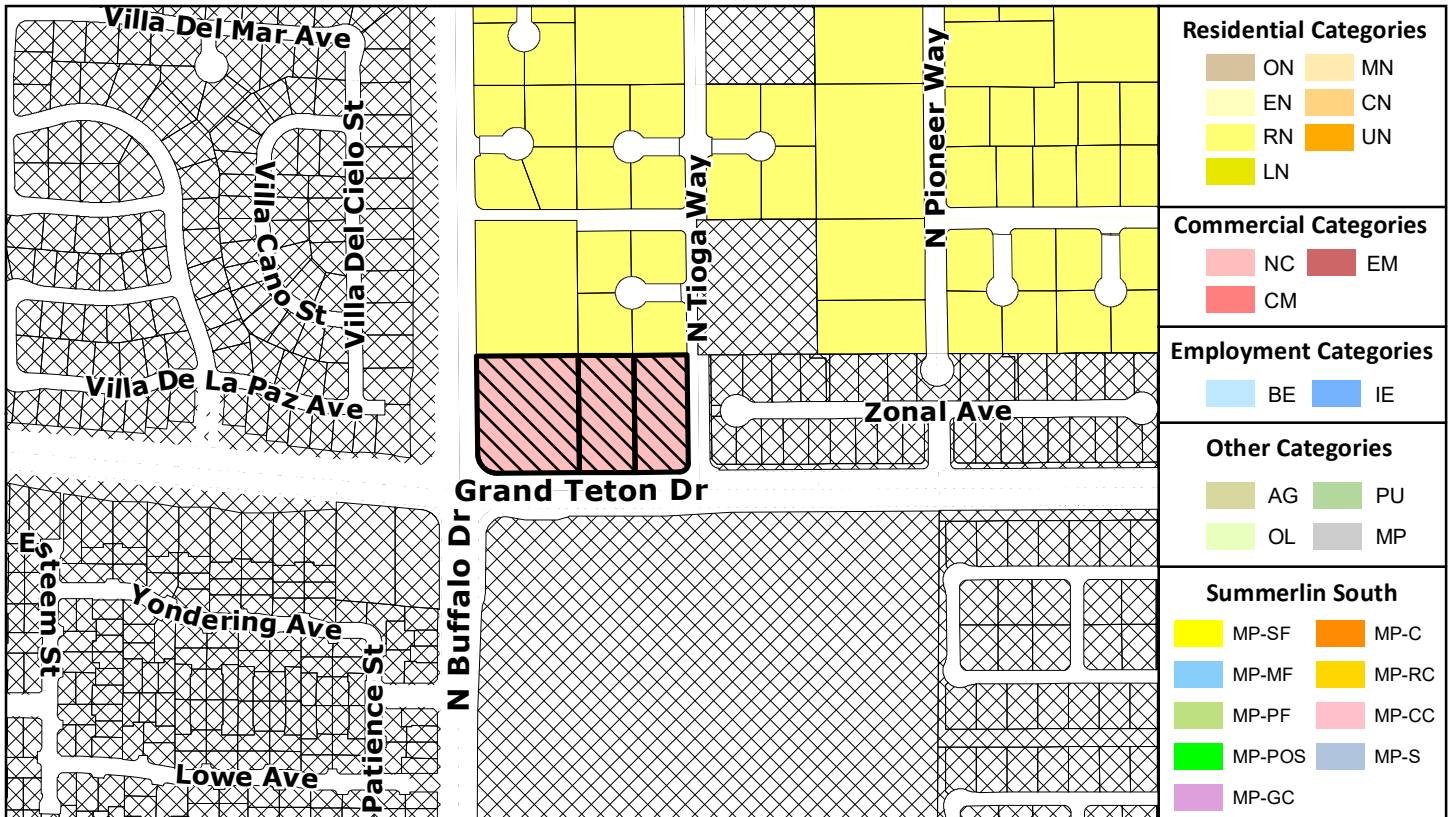 Villa Del Mar Ave
Villa Del Cielo St
Villa Cano St
Villa De La Paz Ave
N Tioga Way
N Pioneer Way
Zonal Ave
Grand Teton Dr
N Buffalo Dr
Esteem St
Yondering Ave
Patience St
Lowe Ave
Residential Categories
ON MN
EN CN
RN UN
LN
Commercial Categories
NC EM
CM
Employment Categories
BE IE
Other Categories
AG PU
OL MP
Summerlin South
MP-SF MP-C
MP-MF MP-RC
MP-PF MP-CC
MP-POS MP-S
MP-GC